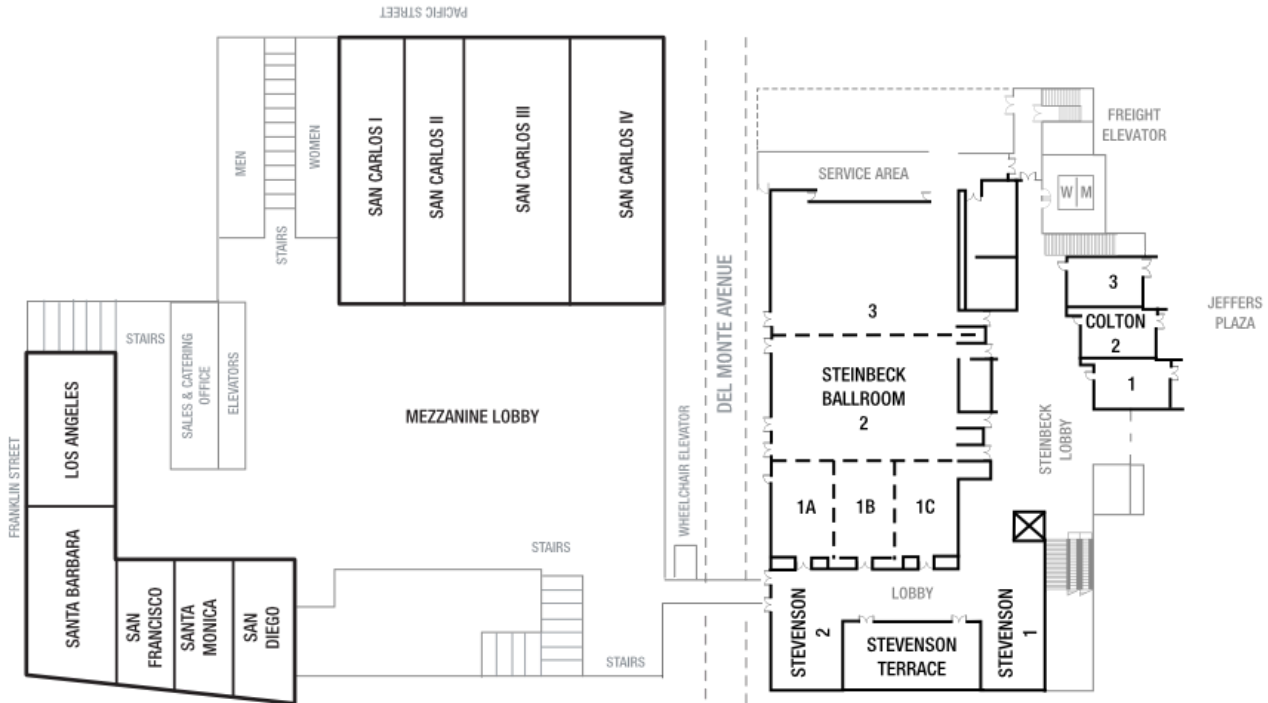 PACIFIC STREET
MEN
STAIRS
WOMEN
SAN CARLOS I
SAN CARLOS II
SAN CARLOS III
SAN CARLOS IV
STAIRS
SALES & CATERING
OFFICE
ELEVATORS
FRANKLIN STREET
LOS ANGELES
SANTA BARBARA
SAN
FRANCISCO
SANTA
MONICA
SAN
DIEGO
MEZZANINE LOBBY
STAIRS
STAIRS
WHEELCHAIR ELEVATOR
DEL MONTE AVENUE
SERVICE AREA
FREIGHT
ELEVATOR
W M
3
STEINBECK
BALLROOM
2
1A
1B
1C
3
COLTON
2
1
JEFFERS
PLAZA
STEINBECK
LOBBY
LOBBY
STEVENSON
2
STEVENSON
TERRACE
STEVENSON
1